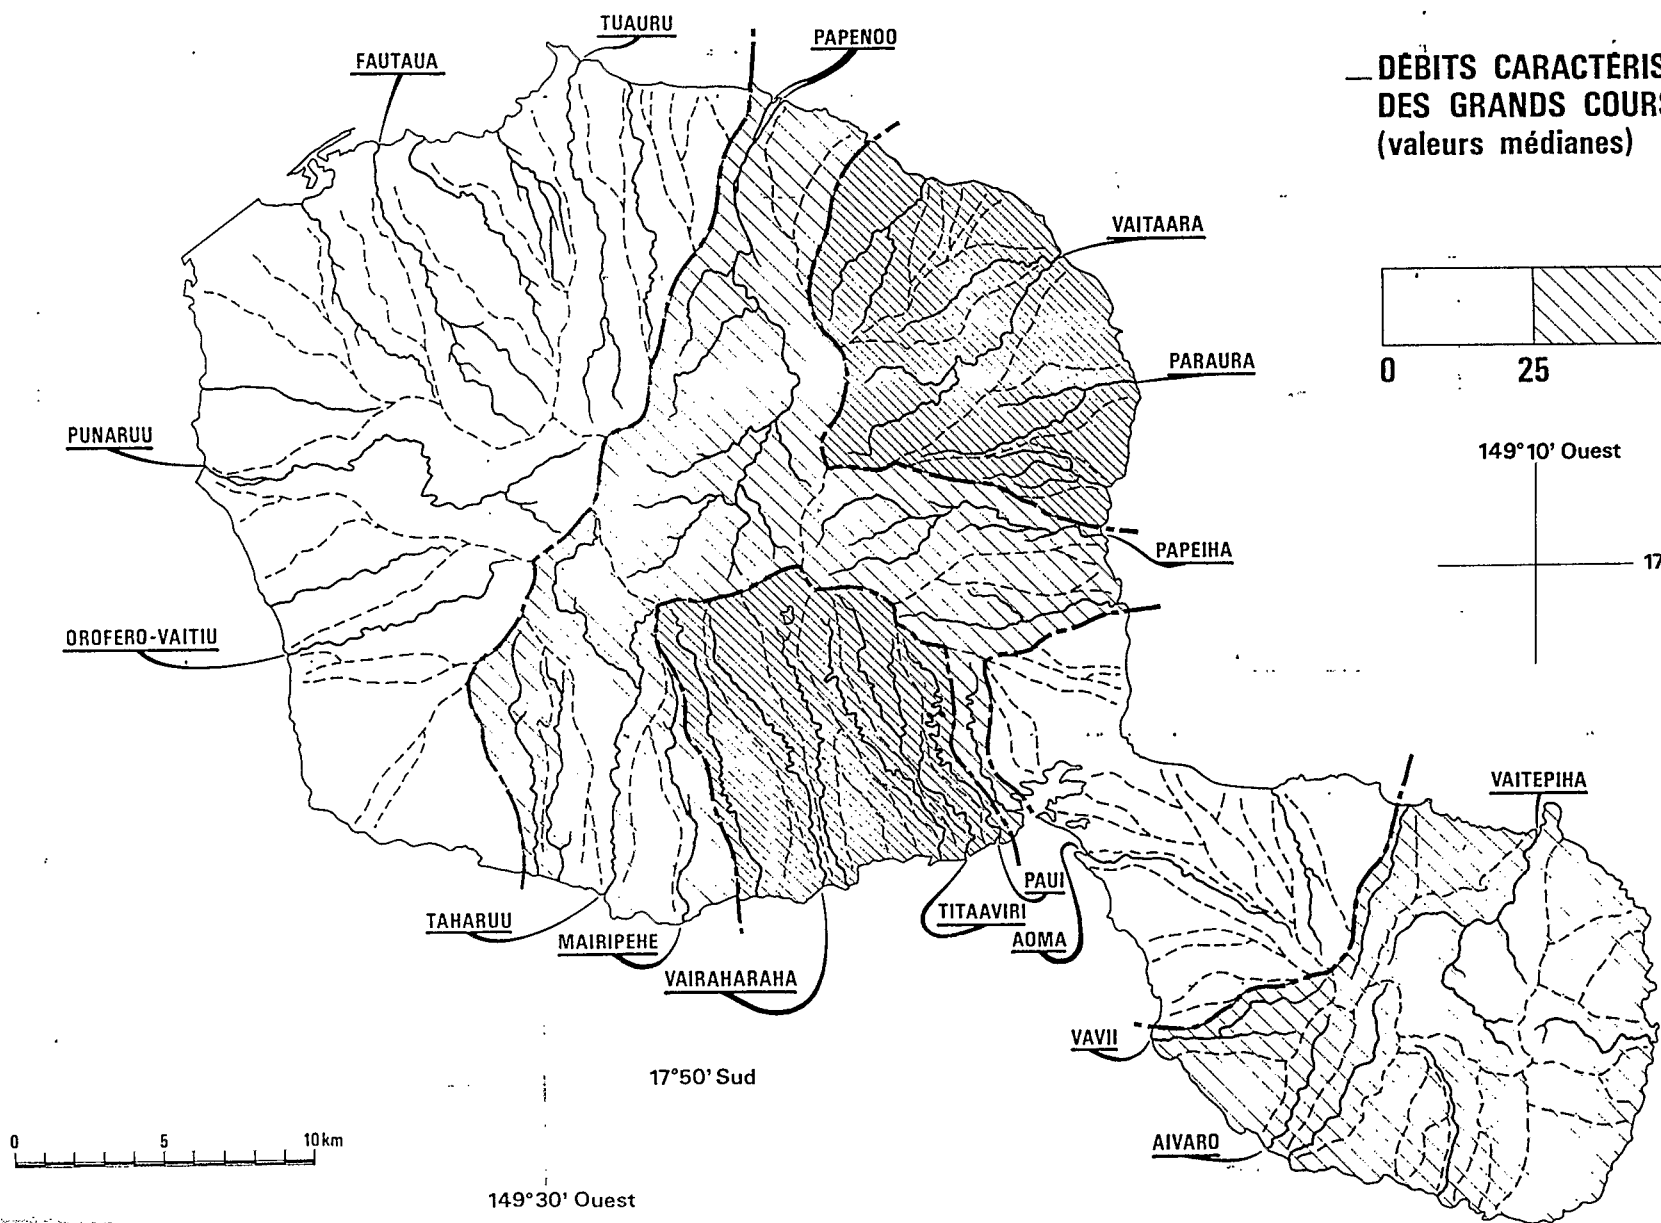 TUAURU
PAPENOO
FAUTAUA
DÉBITS CARACTÉRIS
DES GRANDS COURS
(valeurs médianes)
VAITAARA
0 25
PARAURA
PUNARUU
149°10' Ouest
PAPEIHA
17
OROFERO-VAITIU
VAITEPIHA
PAUI
TITAAVIRI
TAHARUU
AOMA
MAIRIPEHE
VAIRAHARAHA
VAVII
17°50' Sud
0 5 10 km
AIVARO
149°30' Ouest